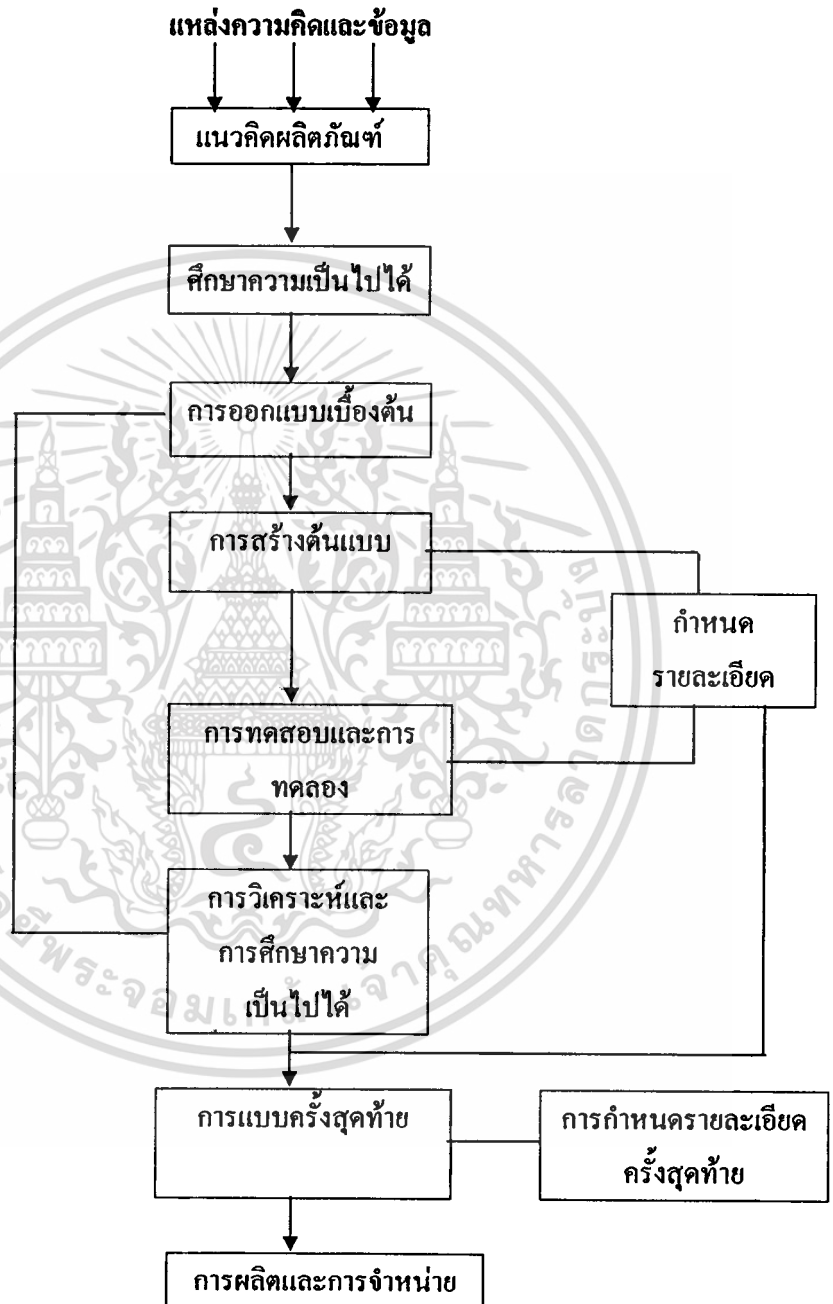 แหล่งความคิดและข้อมูล
แนวคิดผลิตภัณฑ์
ศึกษาความเป็นไปได้
การออกแบบเบื้องต้น
การสร้างต้นแบบ
กำหนด
รายละเอียด
การทดสอบและการ
ทดลอง
การวิเคราะห์และ
การศึกษาความ
เป็นไปได้
การแบบครั้งสุดท้าย
การกำหนดรายละเอียด
ครั้งสุดท้าย
การผลิตและการจำหน่าย